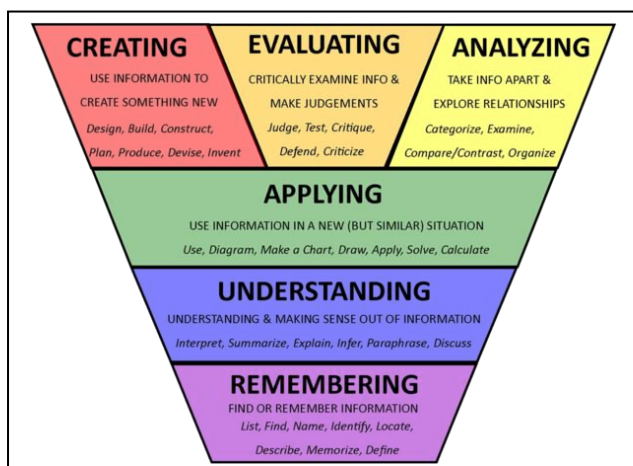 CREATING
USE INFORMATION TO
CREATE SOMETHING NEW
Design, Build, Construct,
Plan, Produce, Devise, Invent
EVALUATING
CRITICALLY EXAMINE INFO &
MAKE JUDGEMENTS
Judge, Test, Critique,
Defend, Criticize
ANALYZING
TAKE INFO APART &
EXPLORE RELATIONSHIPS
Categorize, Examine,
Compare/Contrast, Organize
APPLYING
USE INFORMATION IN A NEW (BUT SIMILAR) SITUATION
Use, Diagram, Make a Chart, Draw, Apply, Solve, Calculate
UNDERSTANDING
UNDERSTANDING & MAKING SENSE OUT OF INFORMATION
Interpret, Summarize, Explain, Infer, Paraphrase, Discuss
REMEMBERING
FIND OR REMEMBER INFORMATION
List, Find, Name, Identify, Locate,
Describe, Memorize, Define